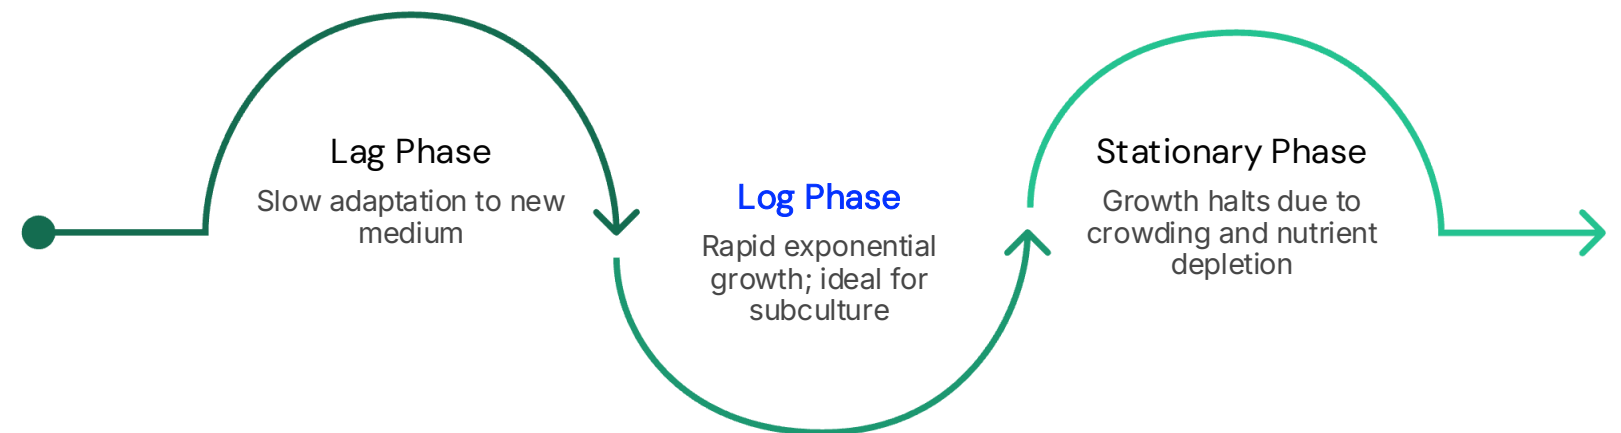 Lag Phase
Slow adaptation to new
medium
Log Phase
Rapid exponential
growth; ideal for
subculture
Stationary Phase
Growth halts due to
crowding and nutrient
depletion